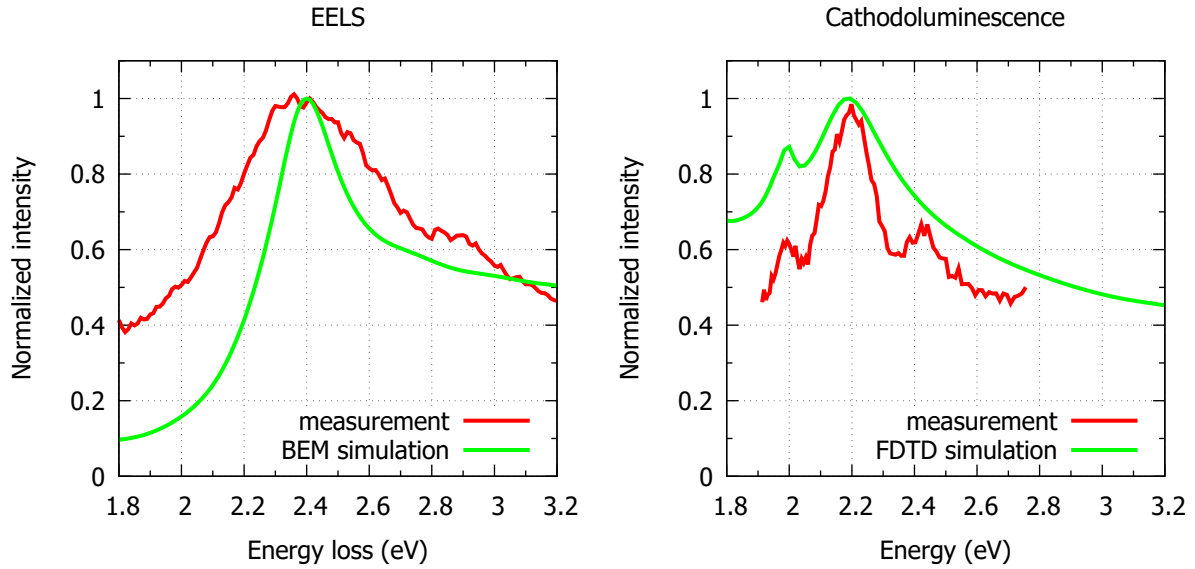 EELS
Normalized intensity
1
0.8
0.6
0.4
0.2
0
measurement
BEM simulation
1.8 2 2.2 2.4 2.6 2.8 3 3.2
Energy loss (eV)
Cathodoluminescence
Normalized intensity
1
0.8
0.6
0.4
0.2
0
measurement
FDTD simulation
1.8 2 2.2 2.4 2.6 2.8 3 3.2
Energy (eV)